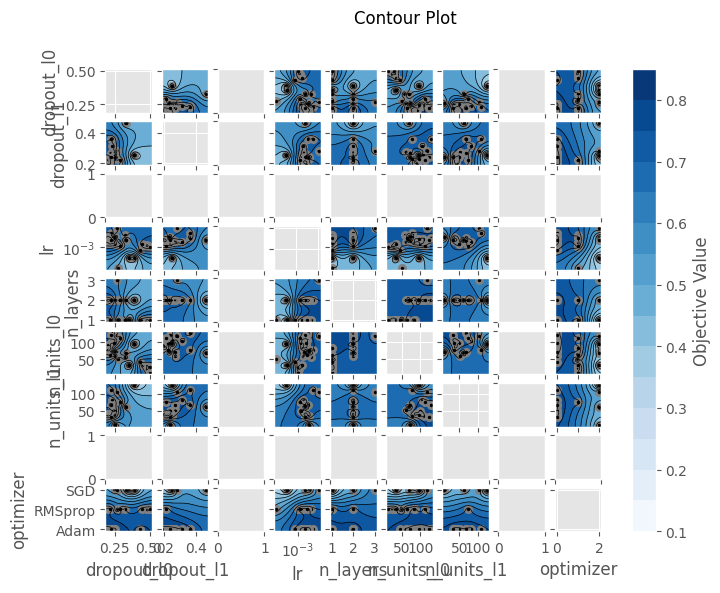 Contour Plot
dropout_l0
0.50
0.25
dropout_l1
0.4
0.2
1
0
lr
10⁻³
n_layers
3
2
1
n_units_l0
100
50
n_units_l1
100
50
1
0
optimizer
SGD
RMSprop
Adam
0.25 0.50 0.2 0.4 0 1 10⁻³ 1 2 3 50 100 50 100 0 1 0 2
dropout_l0 dropout_l1 lr n_layers n_units_l0 n_units_l1 optimizer
0.8
0.7
0.6
0.5
0.4
0.3
0.2
0.1
Objective Value